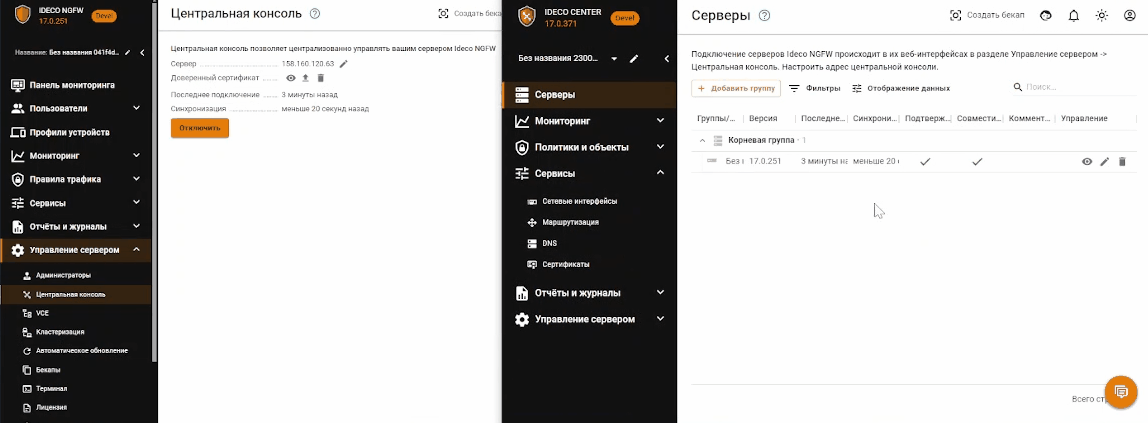 IDECO NGFW
17.0.251
Devel
Название: Без названия 041f4d...
Панель мониторинга
Пользователи
Профили устройств
Мониторинг
Правила трафика
Сервисы
Отчёты и журналы
Управление сервером
Администраторы
Центральная консоль
VCE
Кластеризация
Автоматическое обновление
Бекапы
Терминал
Лицензия
Центральная консоль
Создать бека
Центральная консоль позволяет централизованно управлять вашим сервером Ideco NGFW
Сервер 158.160.120.63
Доверенный сертификат
Последнее подключение 3 минуты назад
Синхронизация меньше 20 секунд назад
Отключить
IDECO CENTER
17.0.371
Devel
Без названия 2300...
Серверы
Мониторинг
Политики и объекты
Сервисы
Сетевые интерфейсы
Маршрутизация
DNS
Сертификаты
Отчёты и журналы
Управление сервером
Серверы
Создать бекап
Подключение серверов Ideco NGFW происходит в их веб-интерфейсах в разделе Управление сервером ->
Центральная консоль. Настроить адрес центральной консоли.
+ Добавить группу
Фильтры
Отображение данных
Поиск...
Группы/... Версия Последне... Синхрони... Подтверж... Совмести... Коммент... Управление
Корневая группа - 1
Без н 17.0.251 3 минуты на меньше 20
Всего стр